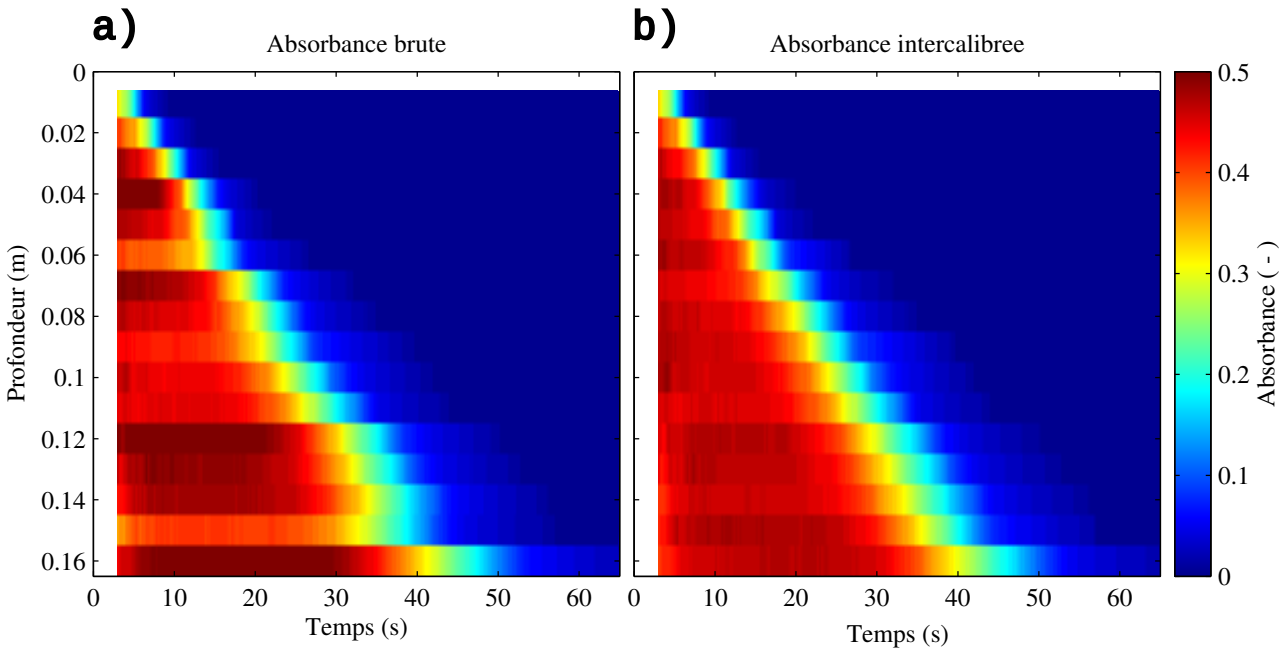 a)
Absorbance brute
b)
Absorbance intercalibree
0
0.02
0.04
0.06
0.08
0.1
0.12
0.14
0.16
Profondeur (m)
0 10 20 30 40 50 60
Temps (s)
0 10 20 30 40 50 60
Temps (s)
0.5
0.4
0.3
0.2
0.1
0
Absorbance ( - )